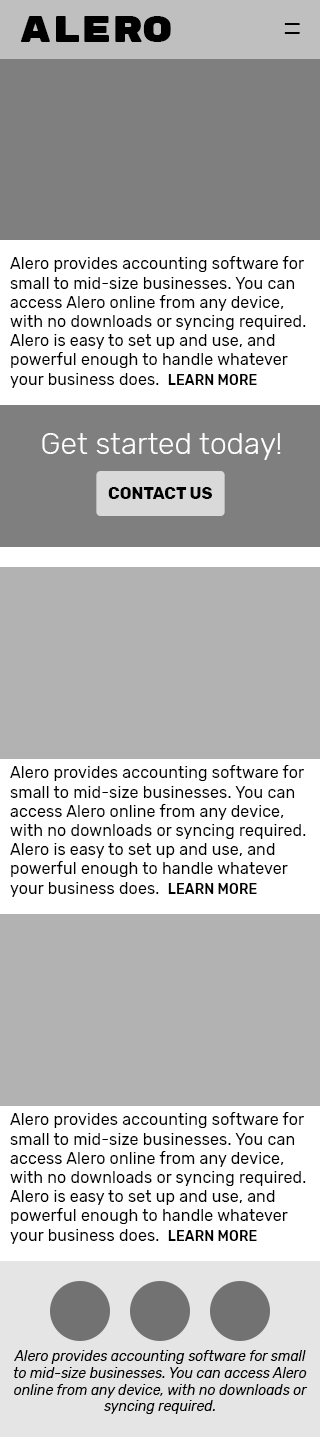 ALERO
Alero provides accounting software for
small to mid-size businesses. You can
access Alero online from any device,
with no downloads or syncing required.
Alero is easy to set up and use, and
powerful enough to handle whatever
your business does. LEARN MORE
Get started today!
CONTACT US
Alero provides accounting software for
small to mid-size businesses. You can
access Alero online from any device,
with no downloads or syncing required.
Alero is easy to set up and use, and
powerful enough to handle whatever
your business does. LEARN MORE
Alero provides accounting software for
small to mid-size businesses. You can
access Alero online from any device,
with no downloads or syncing required.
Alero is easy to set up and use, and
powerful enough to handle whatever
your business does. LEARN MORE
Alero provides accounting software for small
to mid-size businesses. You can access Alero
online from any device, with no downloads or
syncing required.